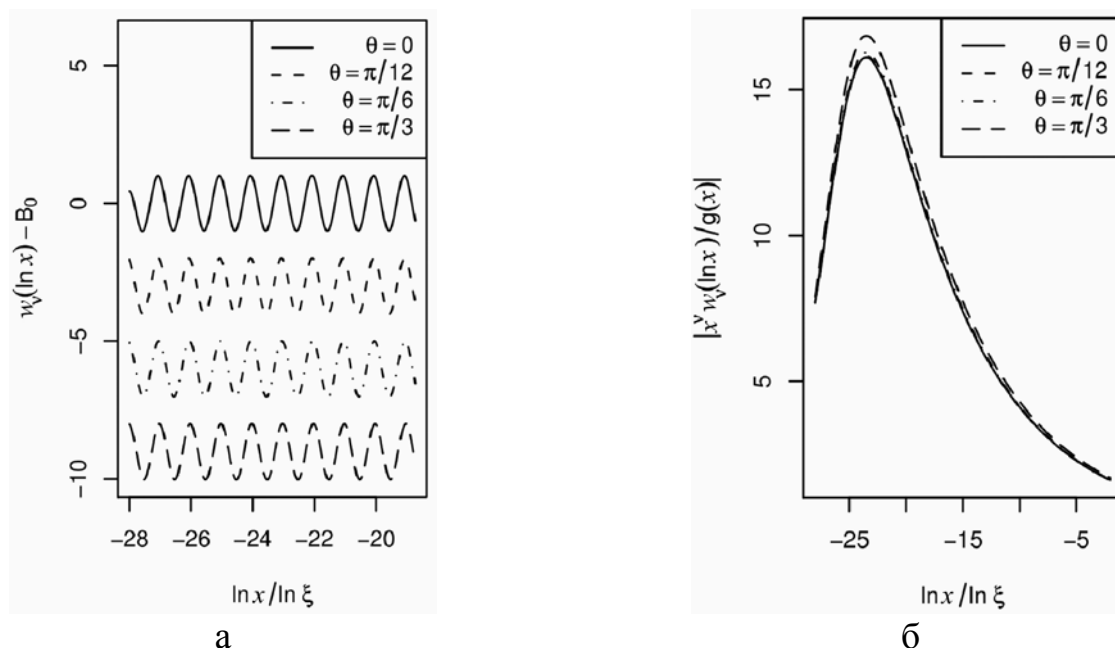 θ = 0
θ = π/12
θ = π/6
θ = π/3
5
0
−5
−10
w_ν(ln x) − B₀
−28 −26 −24 −22 −20
ln x / ln ξ
а
θ = 0
θ = π/12
θ = π/6
θ = π/3
15
10
5
|x^ν w_ν(ln x)/g(x)|
−25 −15 −5
ln x / ln ξ
б